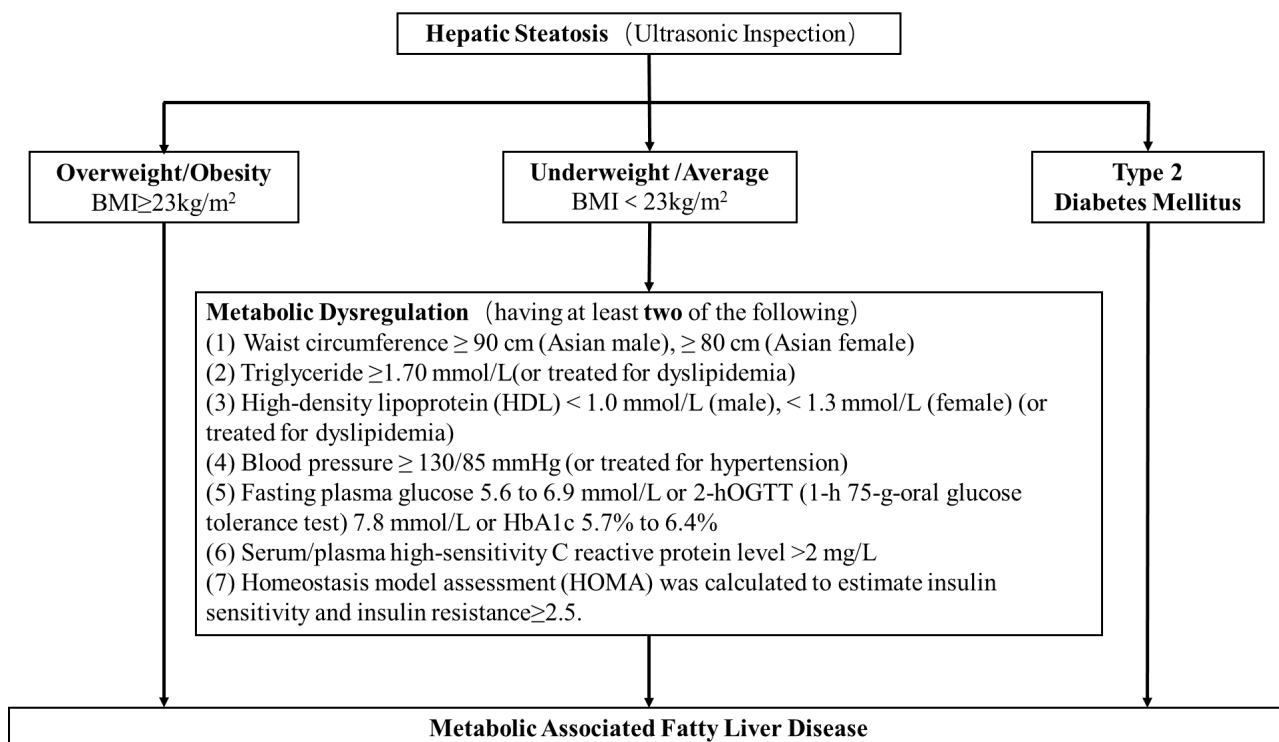 Hepatic Steatosis（Ultrasonic Inspection）
Overweight/Obesity
BMI≥23kg/m²
Underweight /Average
BMI < 23kg/m²
Type 2
Diabetes Mellitus
Metabolic Dysregulation（having at least two of the following）
(1) Waist circumference ≥ 90 cm (Asian male), ≥ 80 cm (Asian female)
(2) Triglyceride ≥1.70 mmol/L(or treated for dyslipidemia)
(3) High-density lipoprotein (HDL) < 1.0 mmol/L (male), < 1.3 mmol/L (female) (or
treated for dyslipidemia)
(4) Blood pressure ≥ 130/85 mmHg (or treated for hypertension)
(5) Fasting plasma glucose 5.6 to 6.9 mmol/L or 2-hOGTT (1-h 75-g-oral glucose
tolerance test) 7.8 mmol/L or HbA1c 5.7% to 6.4%
(6) Serum/plasma high-sensitivity C reactive protein level >2 mg/L
(7) Homeostasis model assessment (HOMA) was calculated to estimate insulin
sensitivity and insulin resistance≥2.5.
Metabolic Associated Fatty Liver Disease